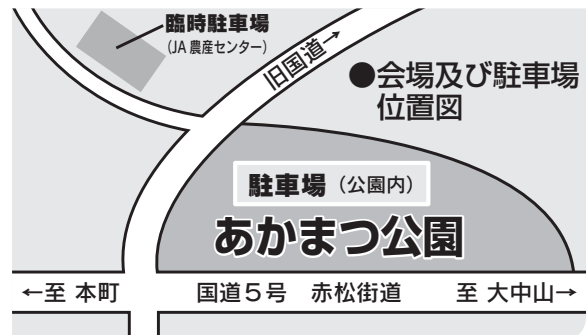 臨時駐車場
(JA農産センター)
旧国道→
●会場及び駐車場
位置図
駐車場（公園内）
あかまつ公園
←至 本町　国道5号　赤松街道　至 大中山→